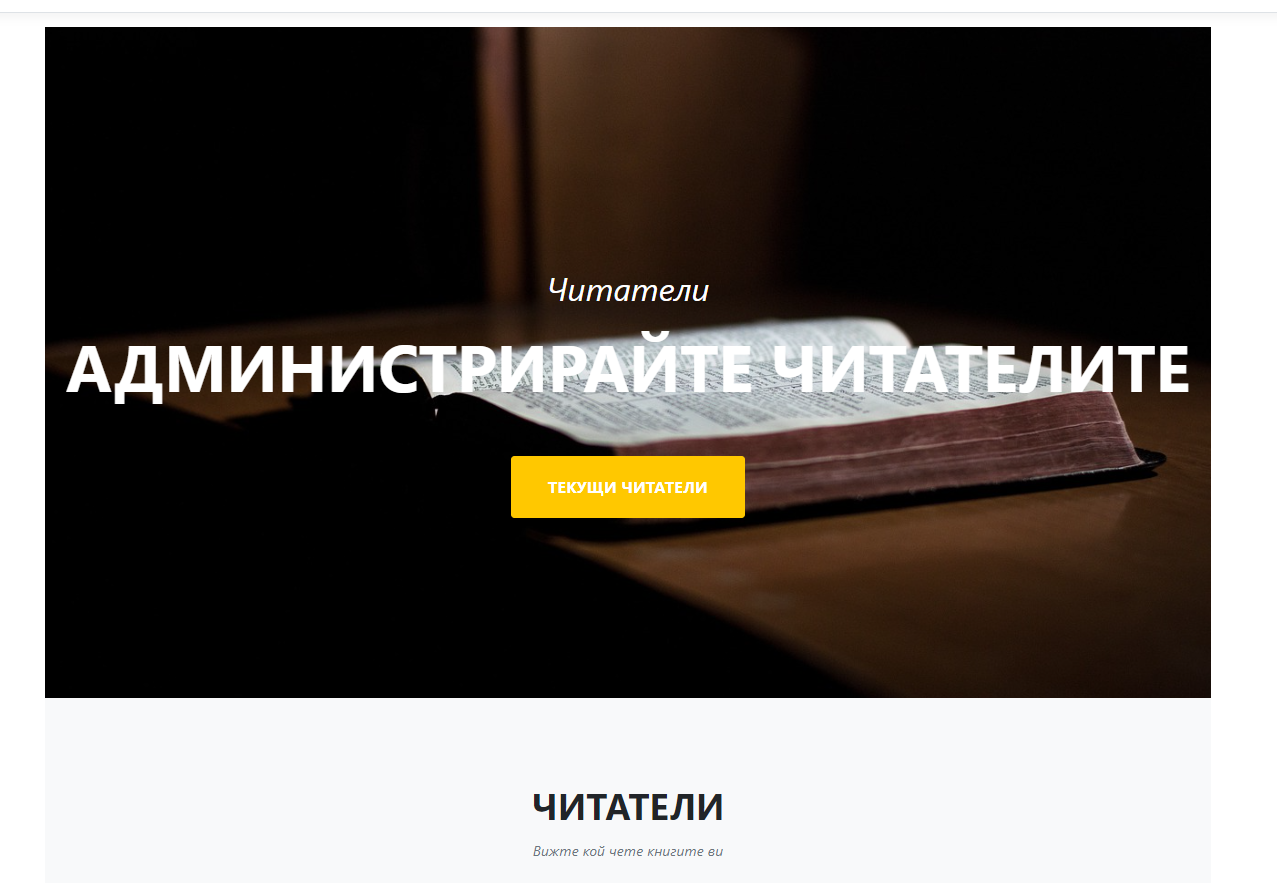 Читатели
АДМИНИСТРИРАЙТЕ ЧИТАТЕЛИТЕ
ТЕКУЩИ ЧИТАТЕЛИ
ЧИТАТЕЛИ
Вижте кой чете книгите ви